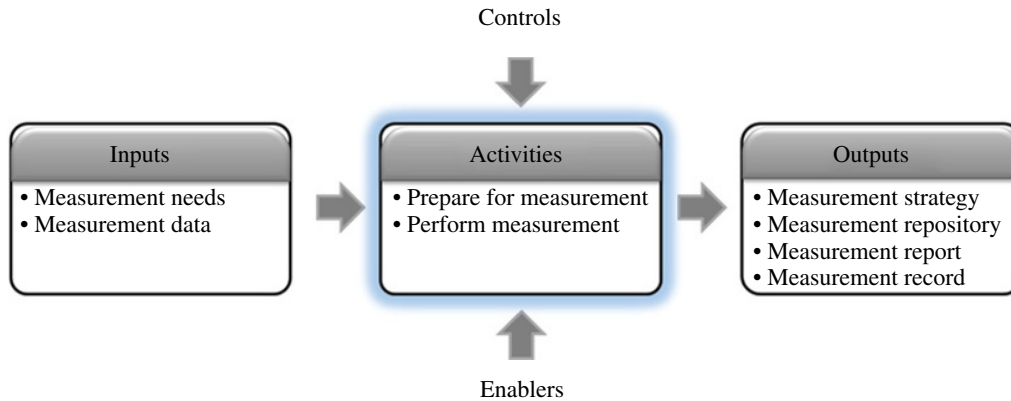 Controls
Inputs
• Measurement needs
• Measurement data
Activities
• Prepare for measurement
• Perform measurement
Outputs
• Measurement strategy
• Measurement repository
• Measurement report
• Measurement record
Enablers